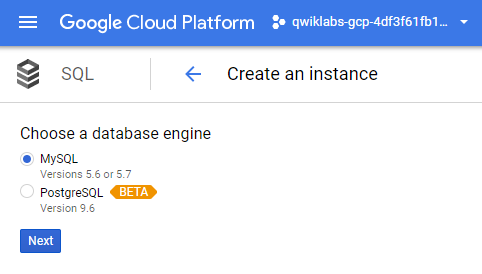 Google Cloud Platform qwiklabs-gcp-4df3f61fb1...
SQL Create an instance
Choose a database engine
MySQL
Versions 5.6 or 5.7
PostgreSQL BETA
Version 9.6
Next